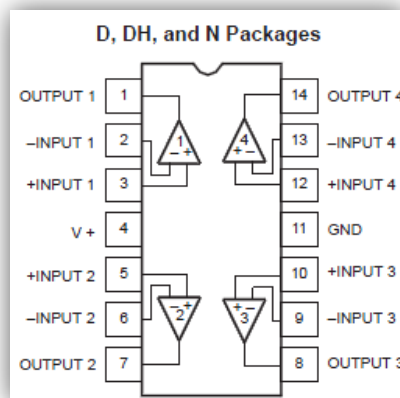 D, DH, and N Packages
OUTPUT 1 1 14 OUTPUT 4
–INPUT 1 2 1 4 13 –INPUT 4
– + + –
+INPUT 1 3 12 +INPUT 4
V + 4 11 GND
+INPUT 2 5 10 +INPUT 3
– + + –
–INPUT 2 6 2 3 9 –INPUT 3
OUTPUT 2 7 8 OUTPUT 3